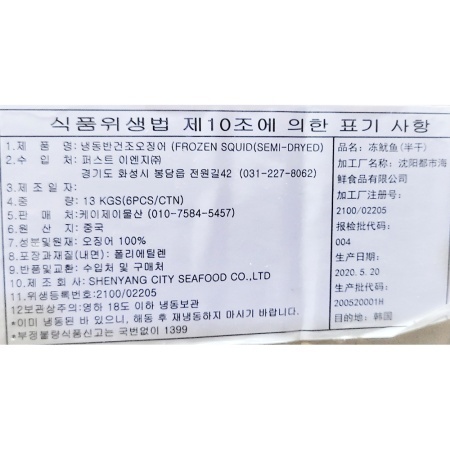 식품위생법 제10조에 의한 표기 사항
1.제 품 명: 냉동반건조오징어 (FROZEN SQUID(SEMI-DRYED)
2.수 입 처: 퍼스트 이엔지㈜
경기도 화성시 봉담읍 전원길42 (031-227-8062)
3.제 조 일 자:
4.중 량: 13 KGS(6PCS/CTN)
5.판 매 처:케이제이물산 (010-7584-5457)
6.원 산 지: 중국
7.성분및원재: 오징어 100%
8.포장과재질(내면): 폴리에틸렌
9.반품및교환: 수입처 및 구매처
10.제 조 회 사: SHENYANG CITY SEAFOOD CO.,LTD
11.위생등록번호:2100/02205
12보관상주의: 영하 18도 이하 냉동보관
*이미 냉동된 바 있으니, 해동 후 재냉동하지 마시기 바랍니다.
*부정불량식품신고는 국번없이 1399
品名: 冻鱿鱼(半干)
加工厂名称: 沈阳都市海
鲜食品有限公司
加工厂注册号:
2100/02205
报检批代码:
004
生产日期:
2020.5.20
生产批代码:
200520001H
目的地: 韩国